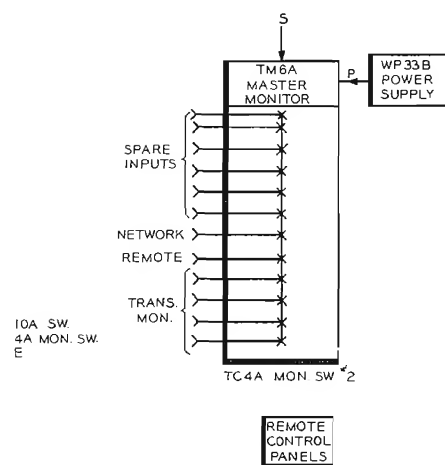 S
TM6A
MASTER
MONITOR
P
WP33B
POWER
SUPPLY
SPARE
INPUTS
NETWORK
REMOTE
TRANS.
MON.
10A SW.
4A MON. SW.
E
TC4A MON SW #2
REMOTE
CONTROL
PANELS